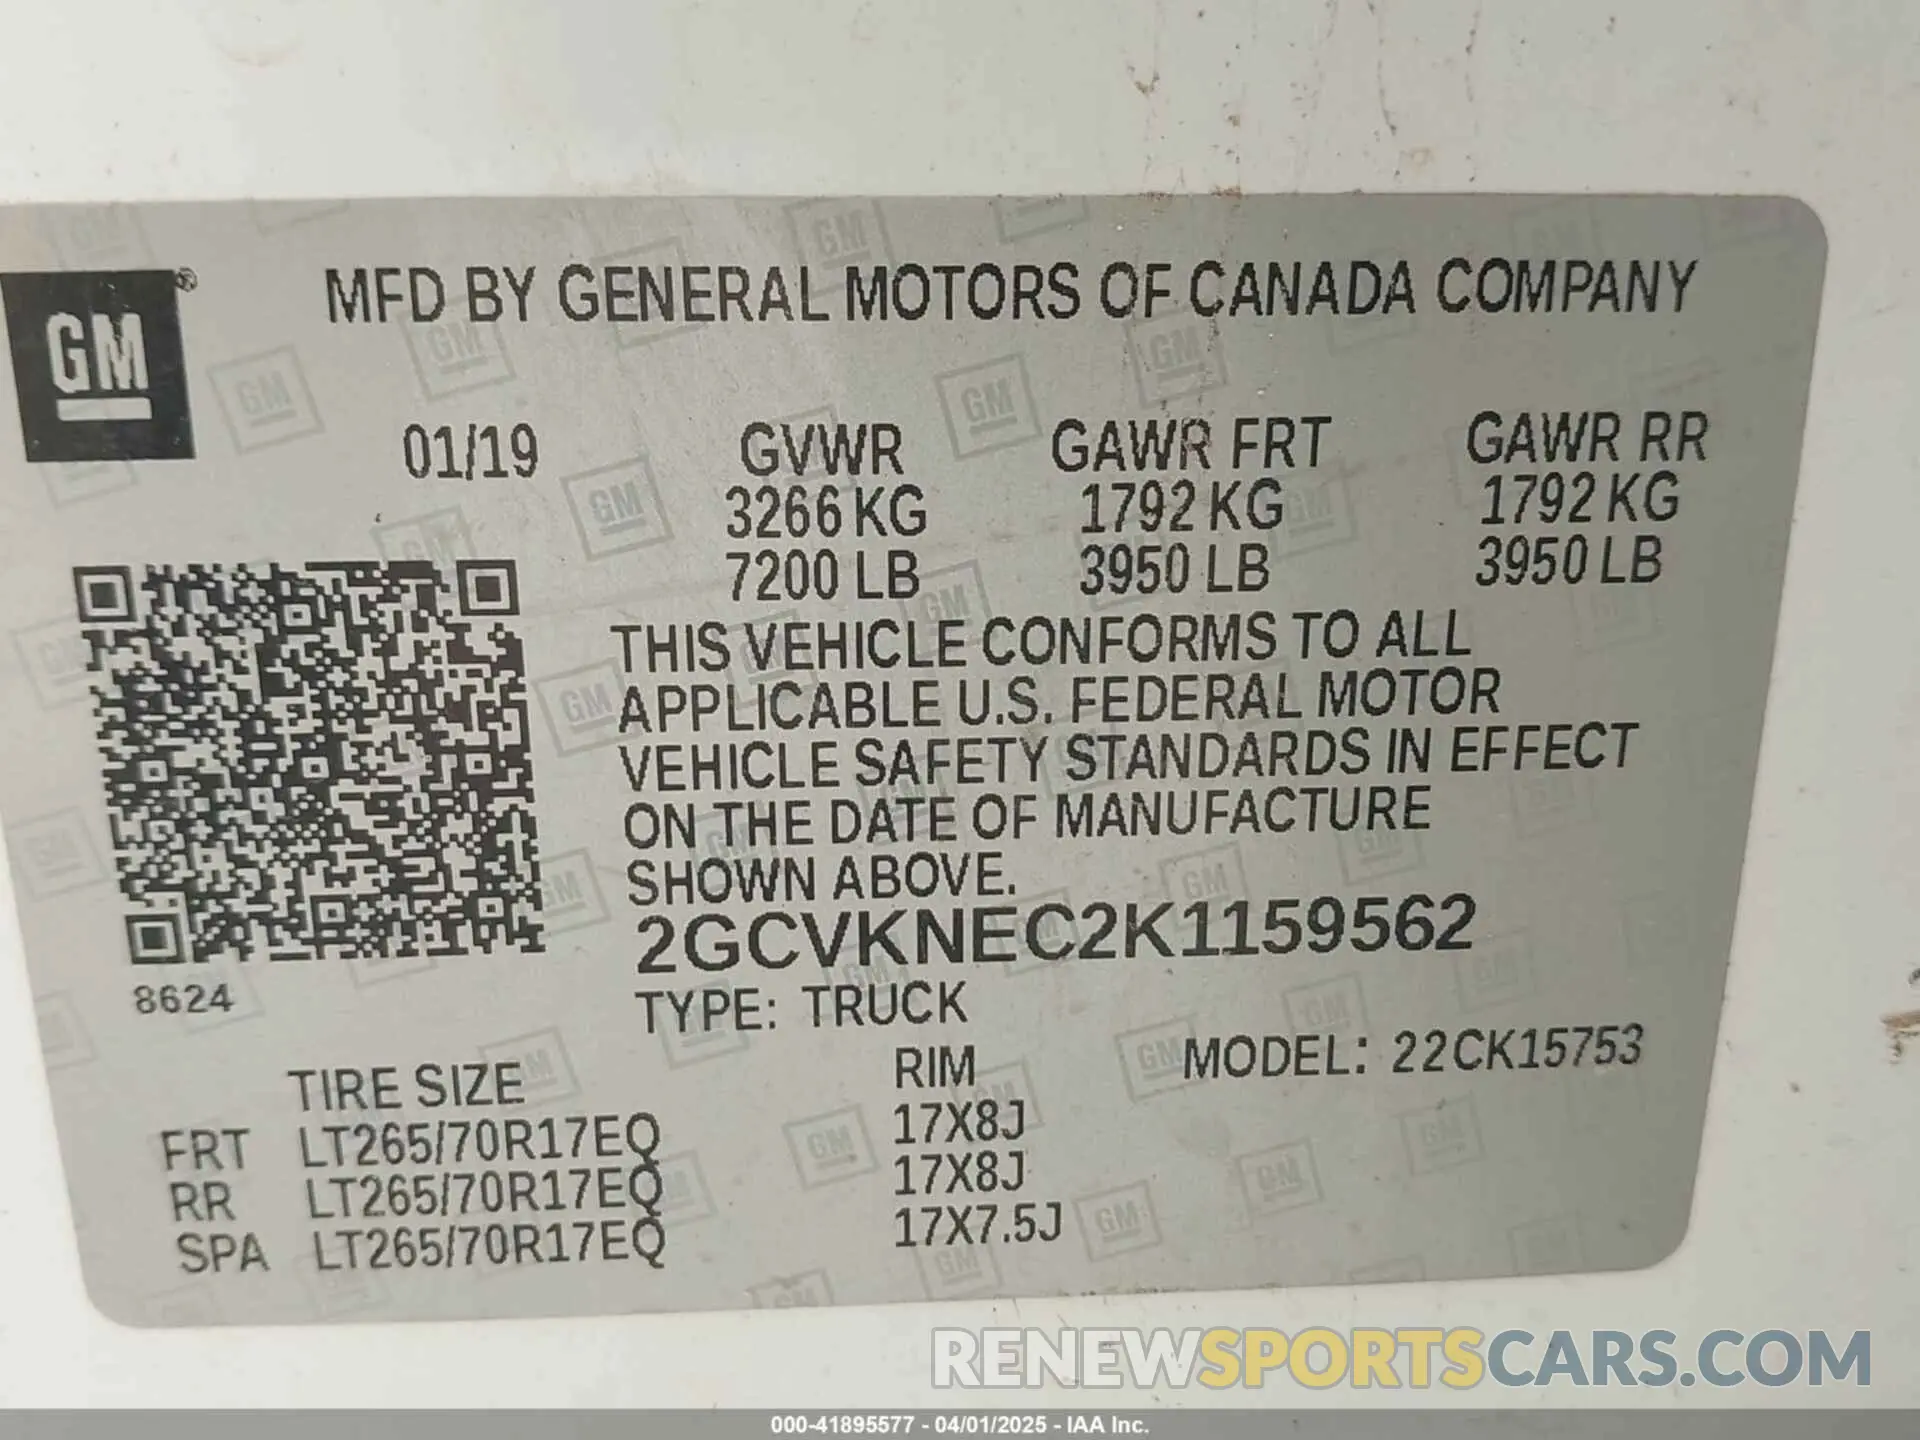 GM®
MFD BY GENERAL MOTORS OF CANADA COMPANY
01/19 GVWR GAWR FRT GAWR RR
3266 KG 1792 KG 1792 KG
7200 LB 3950 LB 3950 LB
THIS VEHICLE CONFORMS TO ALL
APPLICABLE U.S. FEDERAL MOTOR
VEHICLE SAFETY STANDARDS IN EFFECT
ON THE DATE OF MANUFACTURE
SHOWN ABOVE.
2GCVKNEC2K1159562
8624
TYPE: TRUCK
TIRE SIZE RIM MODEL: 22CK15753
FRT LT265/70R17EQ 17X8J
RR LT265/70R17EQ 17X8J
SPA LT265/70R17EQ 17X7.5J
RENEWSPORTSCARS.COM
000-41895577 - 04/01/2025 - IAA Inc.